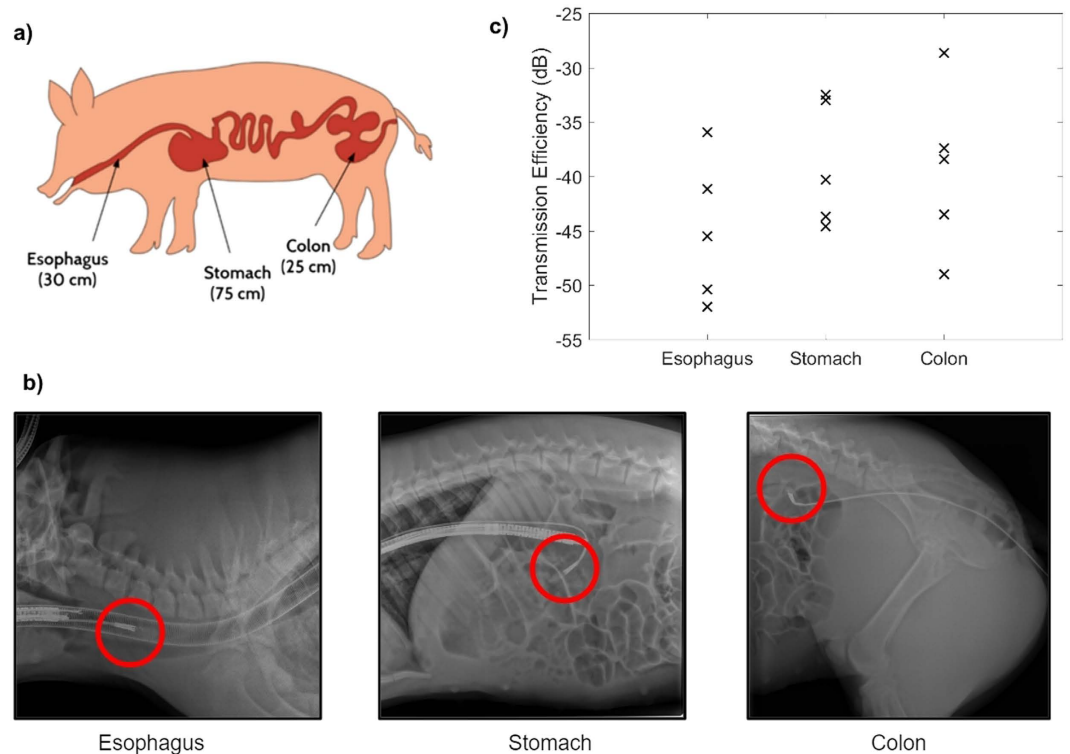 a)
Esophagus
(30 cm)
Stomach
(75 cm)
Colon
(25 cm)
c)
Transmission Efficiency (dB)
-25
-30
-35
-40
-45
-50
-55
Esophagus
Stomach
Colon
b)
Esophagus
Stomach
Colon